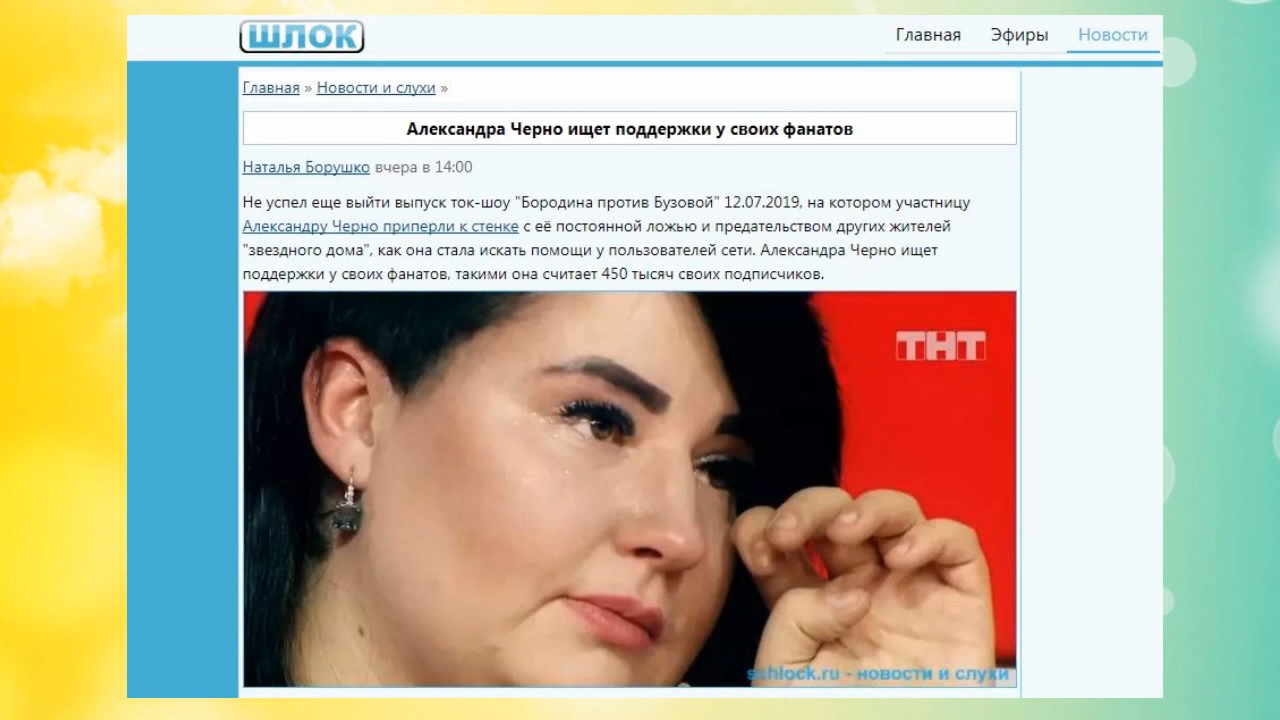 ШЛОК
Главная Эфиры Новости
Главная » Новости и слухи »
Александра Черно ищет поддержки у своих фанатов
Наталья Борушко вчера в 14:00
Не успел еще выйти выпуск ток-шоу "Бородина против Бузовой" 12.07.2019, на котором участницу
Александру Черно приперли к стенке с её постоянной ложью и предательством других жителей
"звездного дома", как она стала искать помощи у пользователей сети. Александра Черно ищет
поддержки у своих фанатов, такими она считает 450 тысяч своих подписчиков.
ТНТ
schlock.ru - новости и слухи